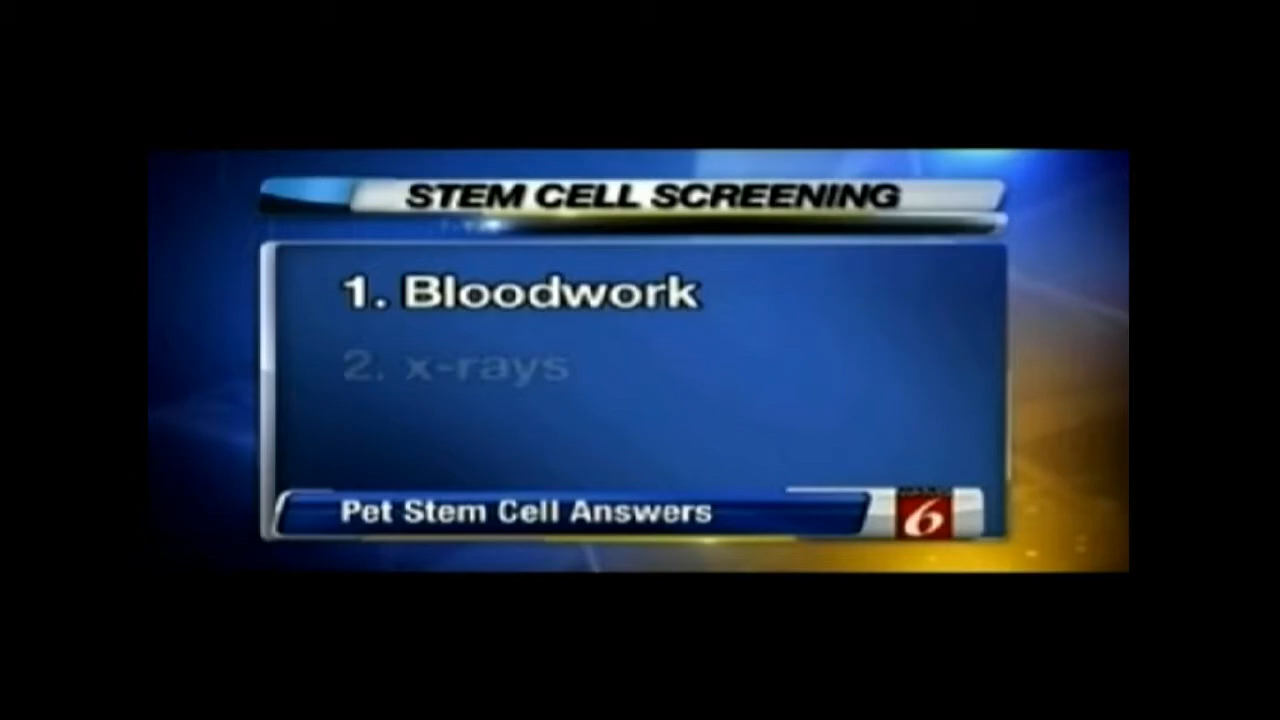 STEM CELL SCREENING
1. Bloodwork
2. x-rays
Pet Stem Cell Answers
6